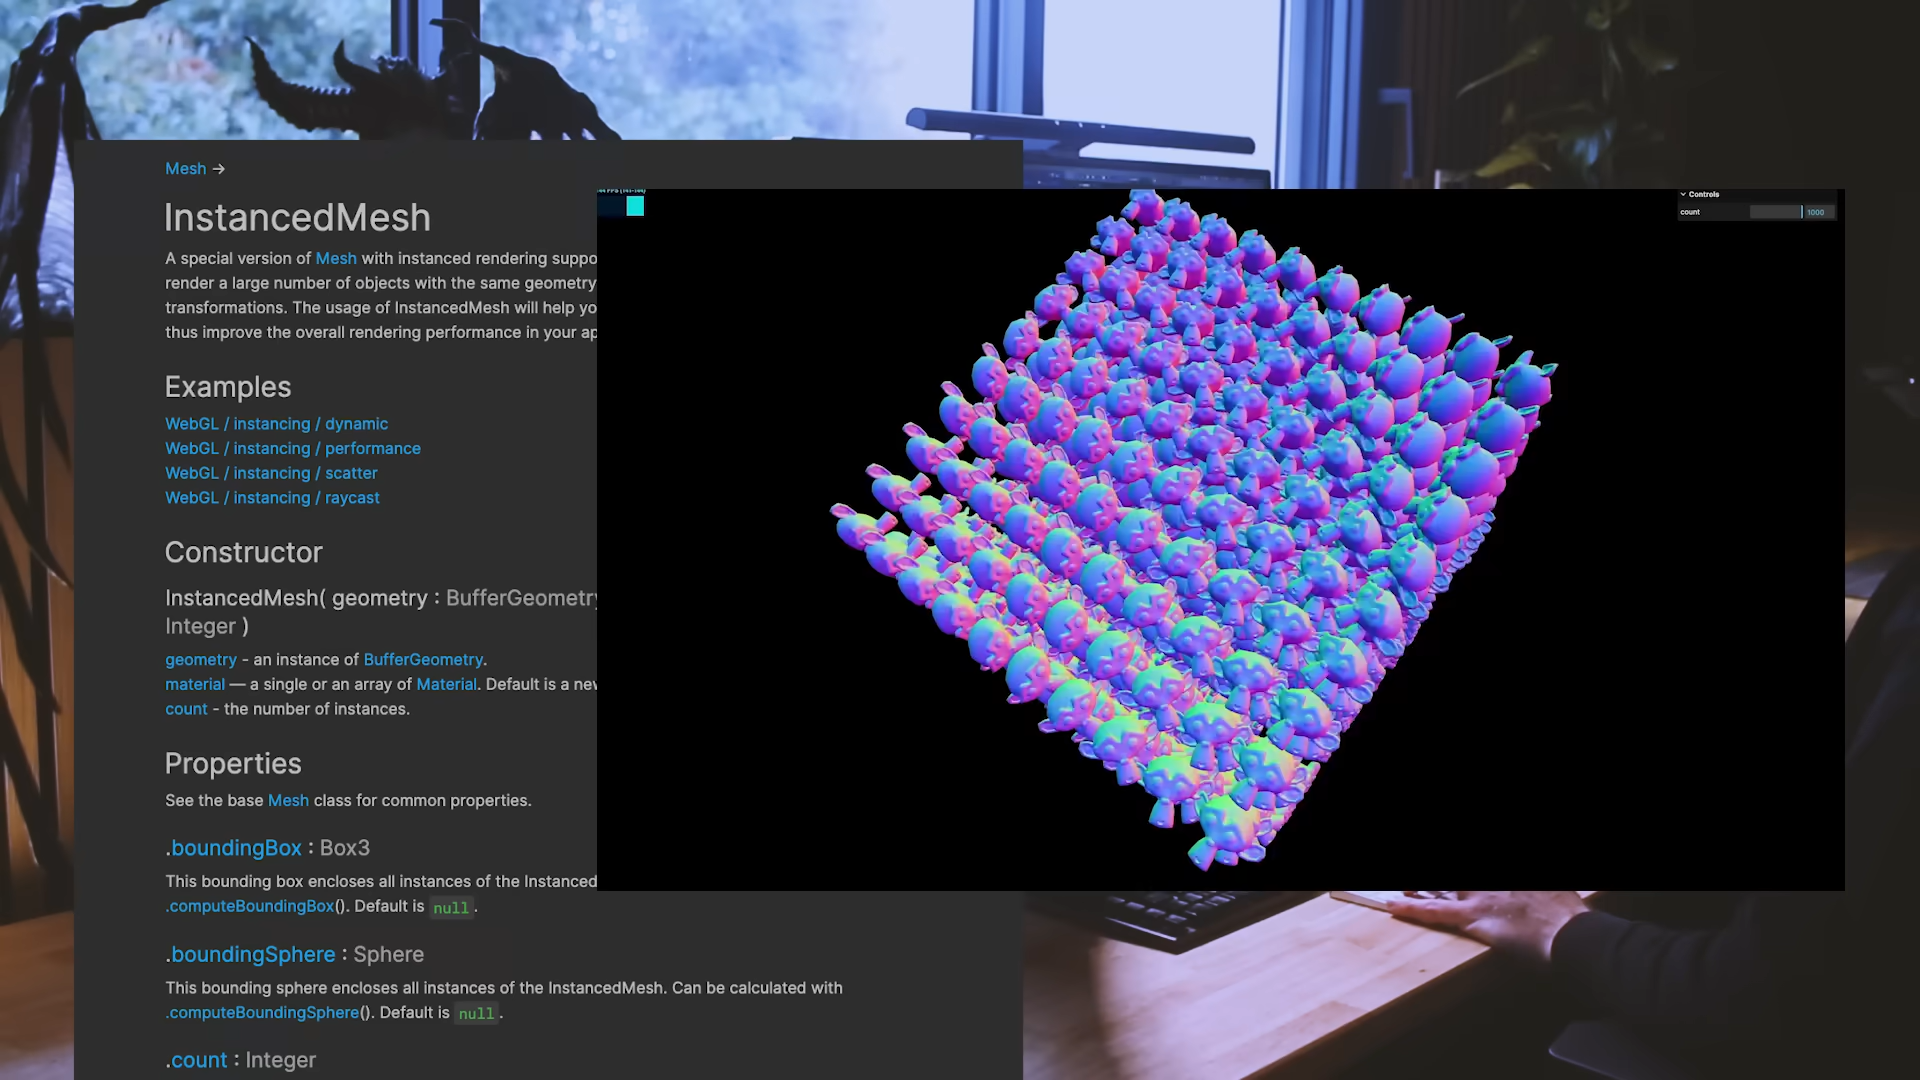 Mesh →
InstancedMesh
A special version of Mesh with instanced rendering suppo
render a large number of objects with the same geometry
transformations. The usage of InstancedMesh will help yo
thus improve the overall rendering performance in your ap
Examples
WebGL / instancing / dynamic
WebGL / instancing / performance
WebGL / instancing / scatter
WebGL / instancing / raycast
Constructor
InstancedMesh( geometry : BufferGeometry
Integer )
geometry - an instance of BufferGeometry.
material — a single or an array of Material. Default is a new
count - the number of instances.
Properties
See the base Mesh class for common properties.
.boundingBox : Box3
This bounding box encloses all instances of the Instanced
.computeBoundingBox(). Default is null.
.boundingSphere : Sphere
This bounding sphere encloses all instances of the InstancedMesh. Can be calculated with
.computeBoundingSphere(). Default is null.
.count : Integer
Controls
count 1000